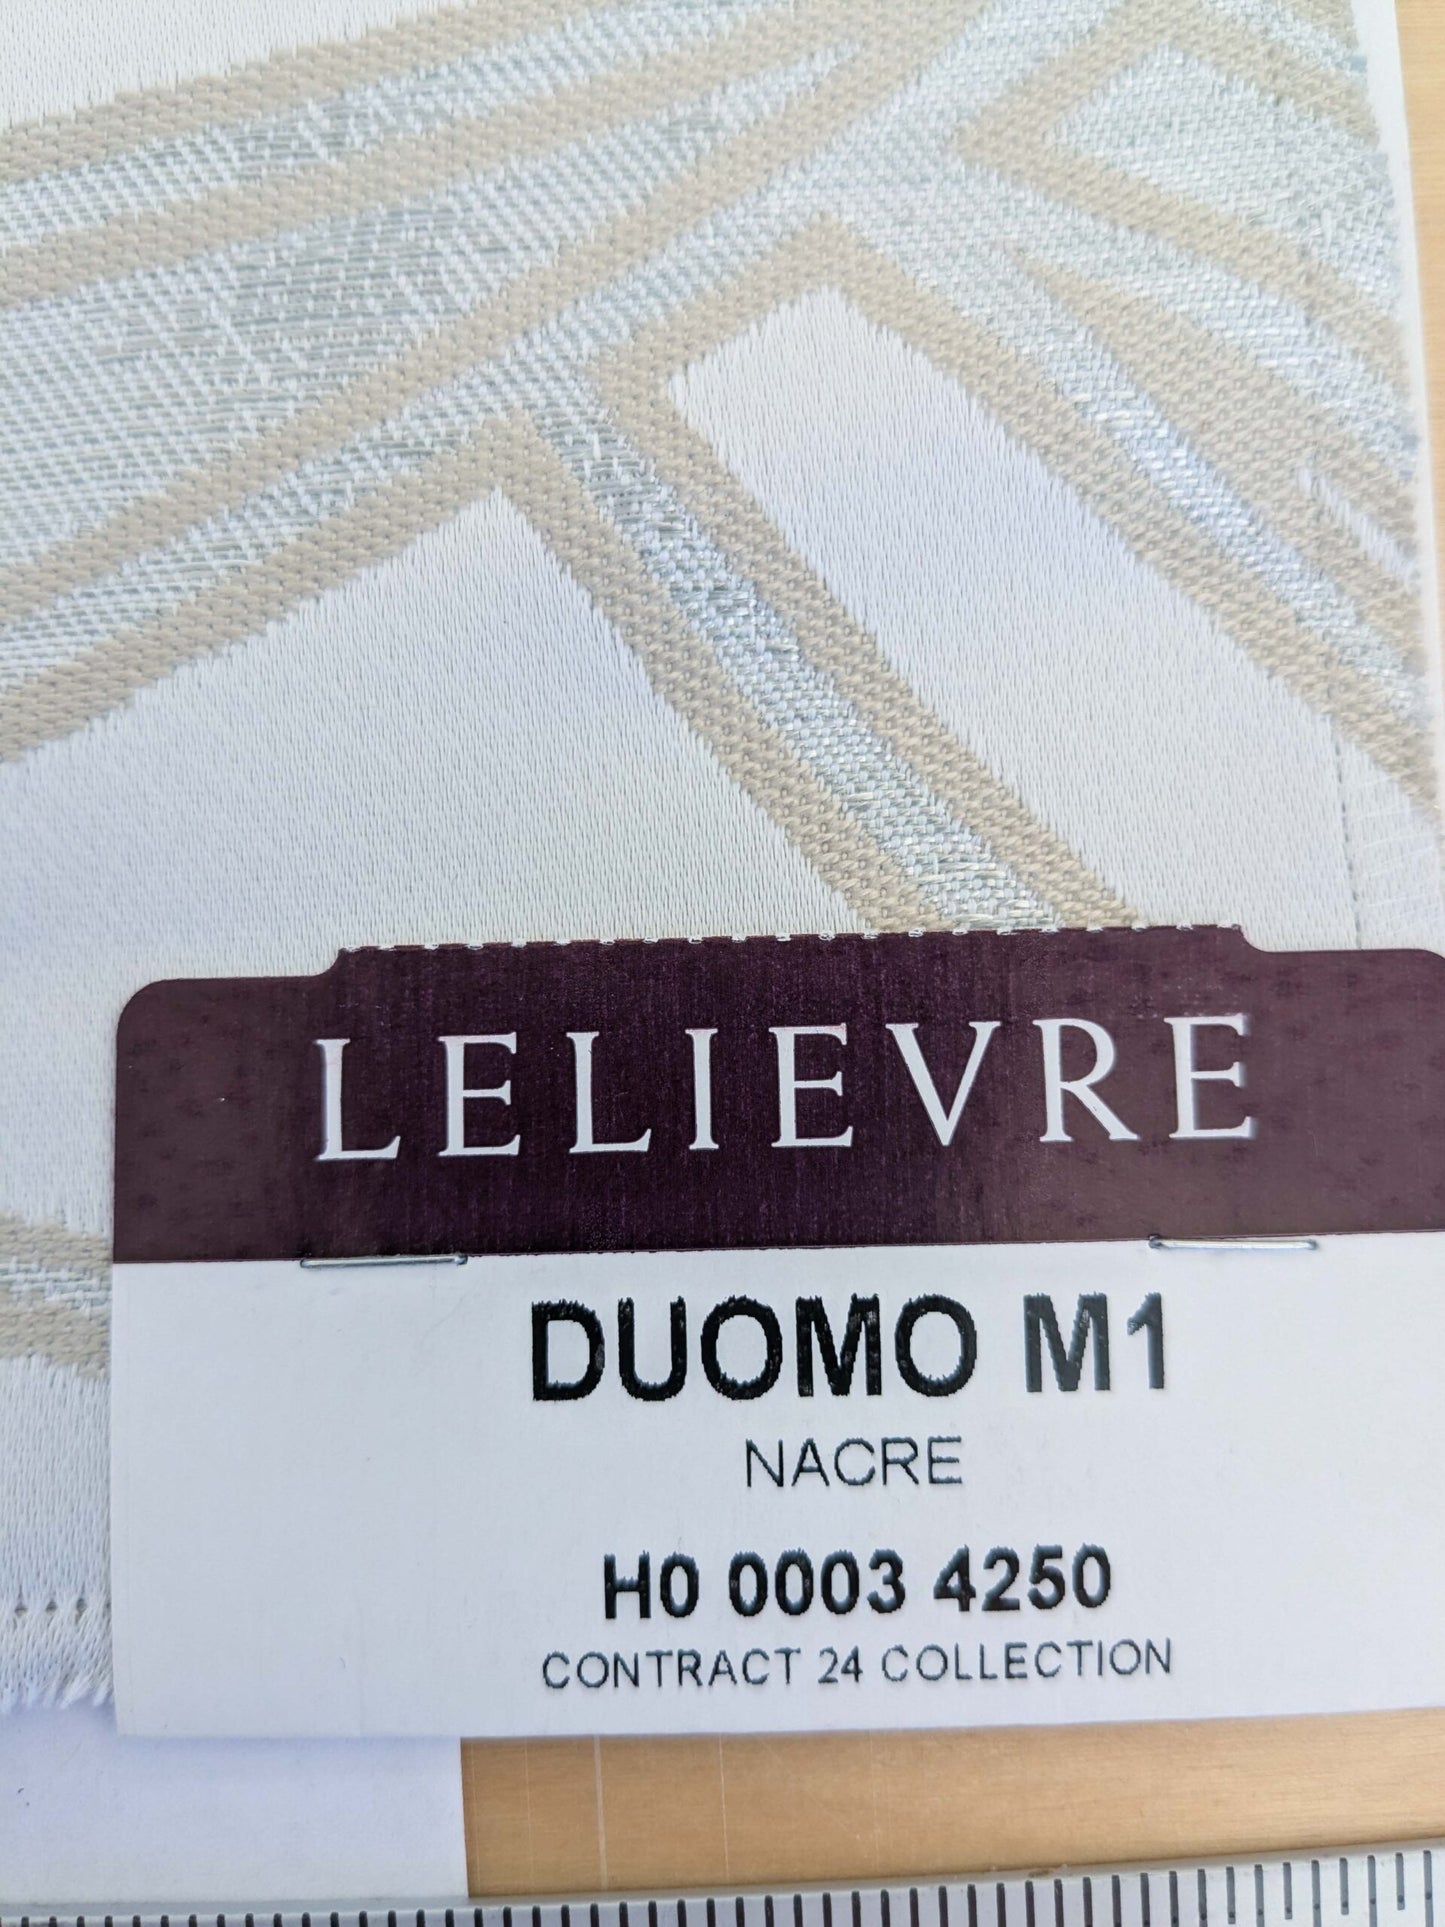 LELIEVRE
DUOMO M1
NACRE
H0 0003 4250
CONTRACT 24 COLLECTION